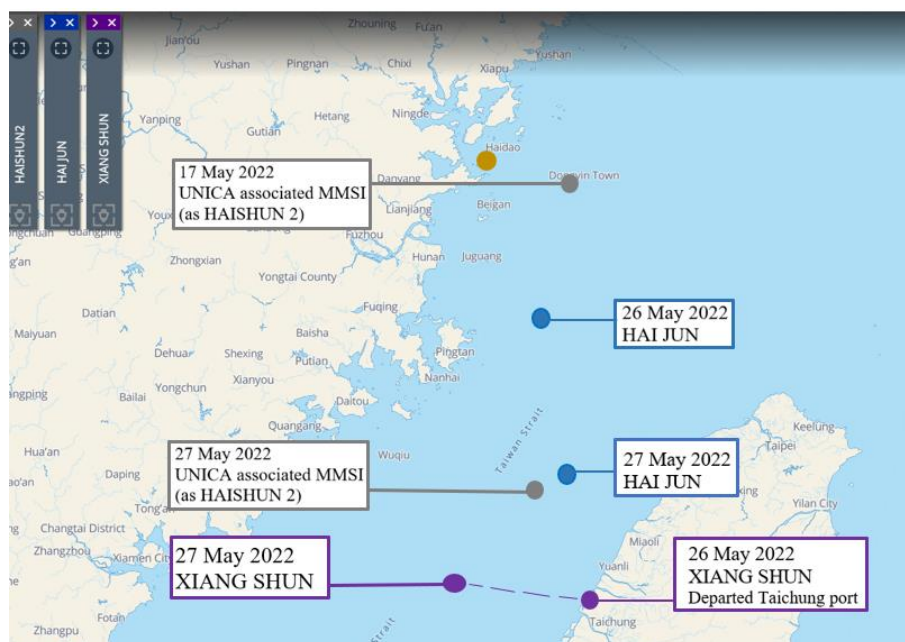 HAISHUN2
HAI JUN
XIANG SHUN
Zhouning
Fu'an
Jian'ou
Yushan
Pingnan
Chixi
Xiapu
Yushan
Yanping
Hetang
Ningde
Gutian
Haidao
17 May 2022
UNICA associated MMSI
(as HAISHUN 2)
Danyang
Dongyin Town
Lianjiang
Beigan
Guangping
Fuzhou
Zhongxian
Hunan
Juguang
Yongtai County
Datian
Fuqing
26 May 2022
HAI JUN
Maiyuan
Baisha
Dehua
Shexing
Putian
Pingtan
Xianyou
Nanhai
Yongchun
Bailai
Daitou
Quangang
Keelung
Taipei
Taiwan Strait
Hua'an
Daping
27 May 2022
UNICA associated MMSI
(as HAISHUN 2)
Wuqiu
27 May 2022
HAI JUN
Yilan City
Changtai District
Zhangzhou
Xiamen City
Miaoli
Yuanli
27 May 2022
XIANG SHUN
26 May 2022
XIANG SHUN
Departed Taichung port
Fotan
Zhangpu
Taichung